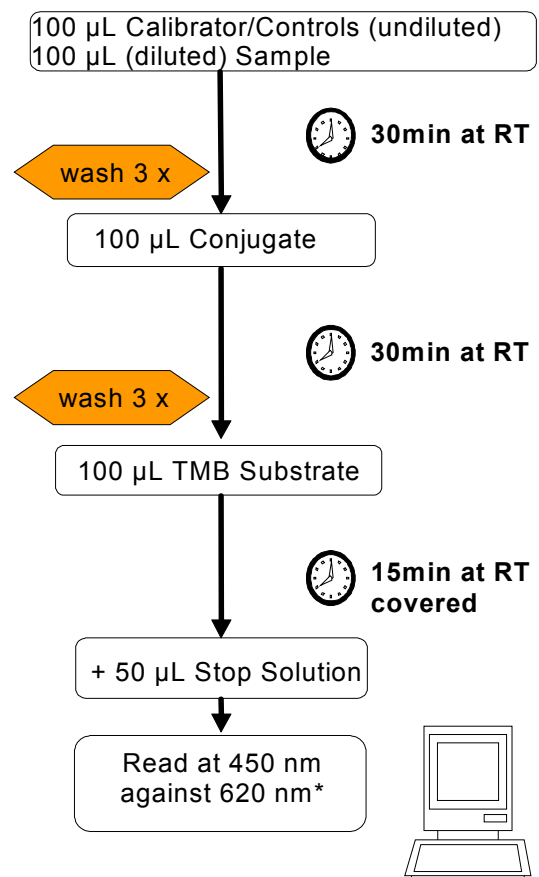 100 µL Calibrator/Controls (undiluted)
100 µL (diluted) Sample
30min at RT
wash 3 x
100 µL Conjugate
30min at RT
wash 3 x
100 µL TMB Substrate
15min at RT
covered
+ 50 µL Stop Solution
Read at 450 nm
against 620 nm*